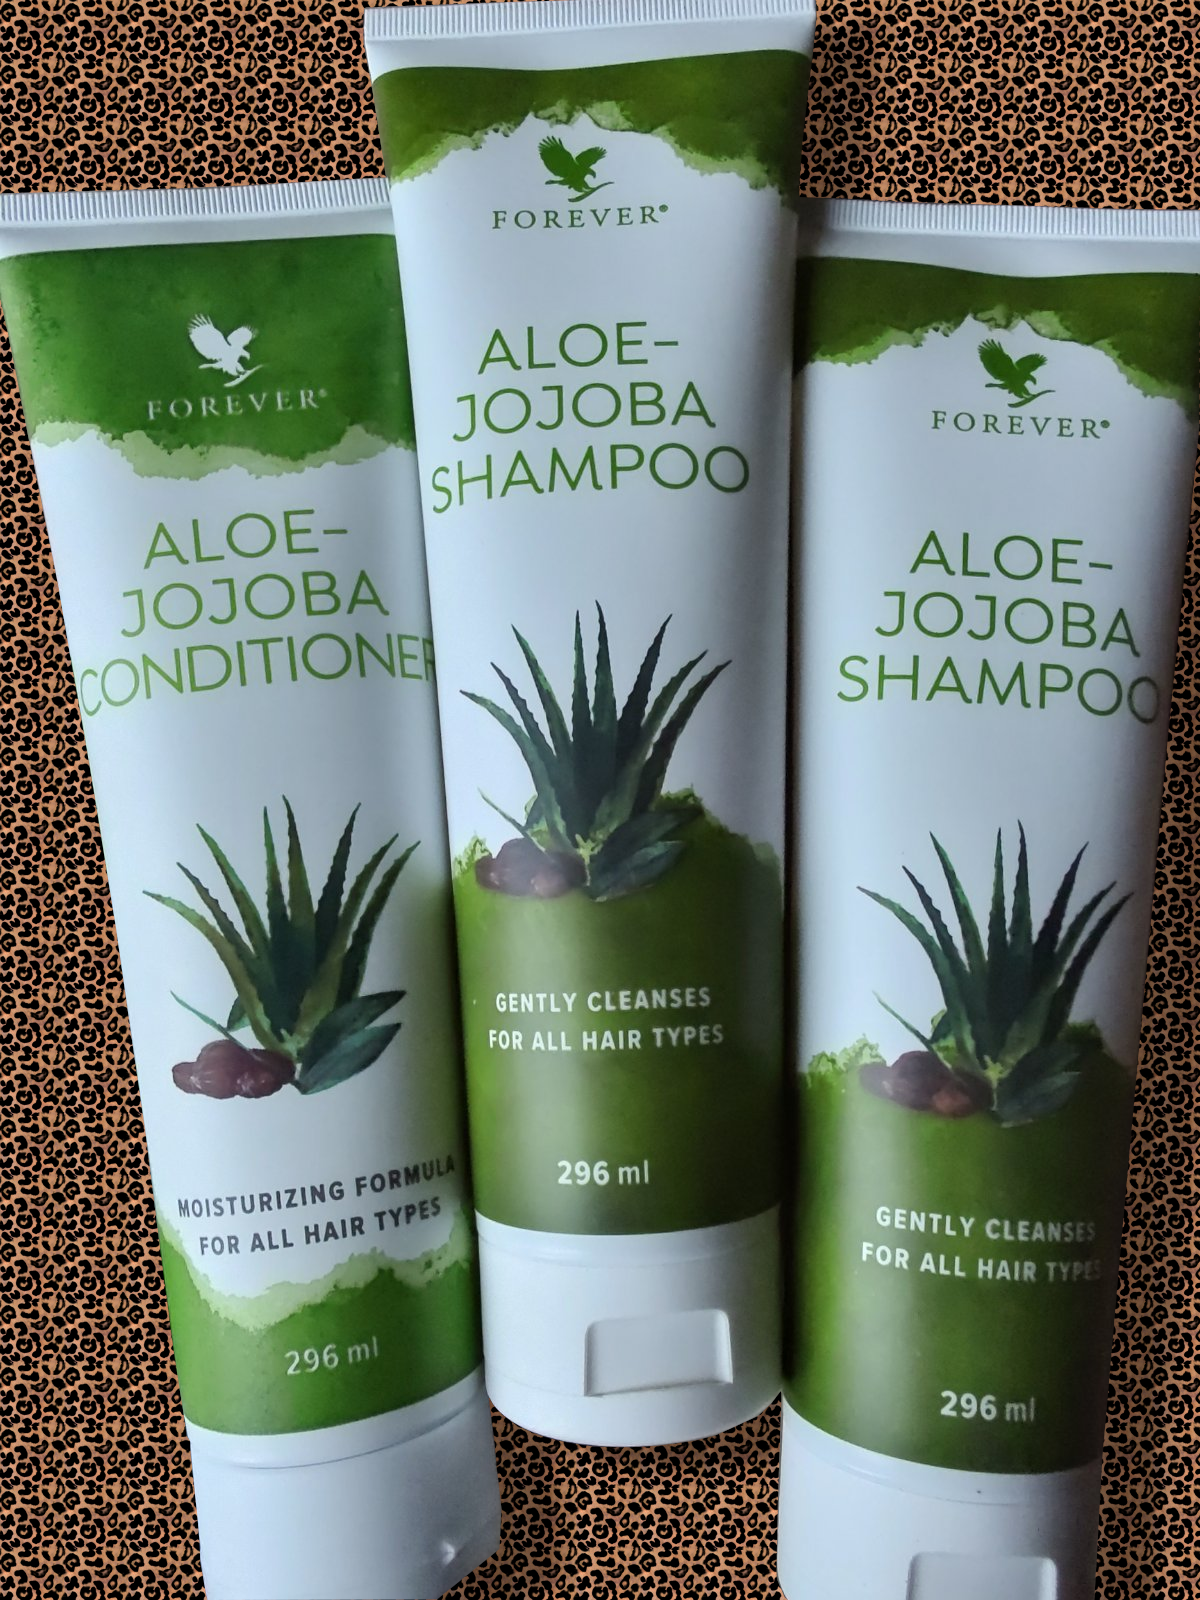 FOREVER®
ALOE-
JOJOBA
CONDITIONER
MOISTURIZING FORMULA
FOR ALL HAIR TYPES
296 ml
FOREVER®
ALOE-
JOJOBA
SHAMPOO
GENTLY CLEANSES
FOR ALL HAIR TYPES
296 ml
FOREVER®
ALOE-
JOJOBA
SHAMPOO
GENTLY CLEANSES
FOR ALL HAIR TYPES
296 ml